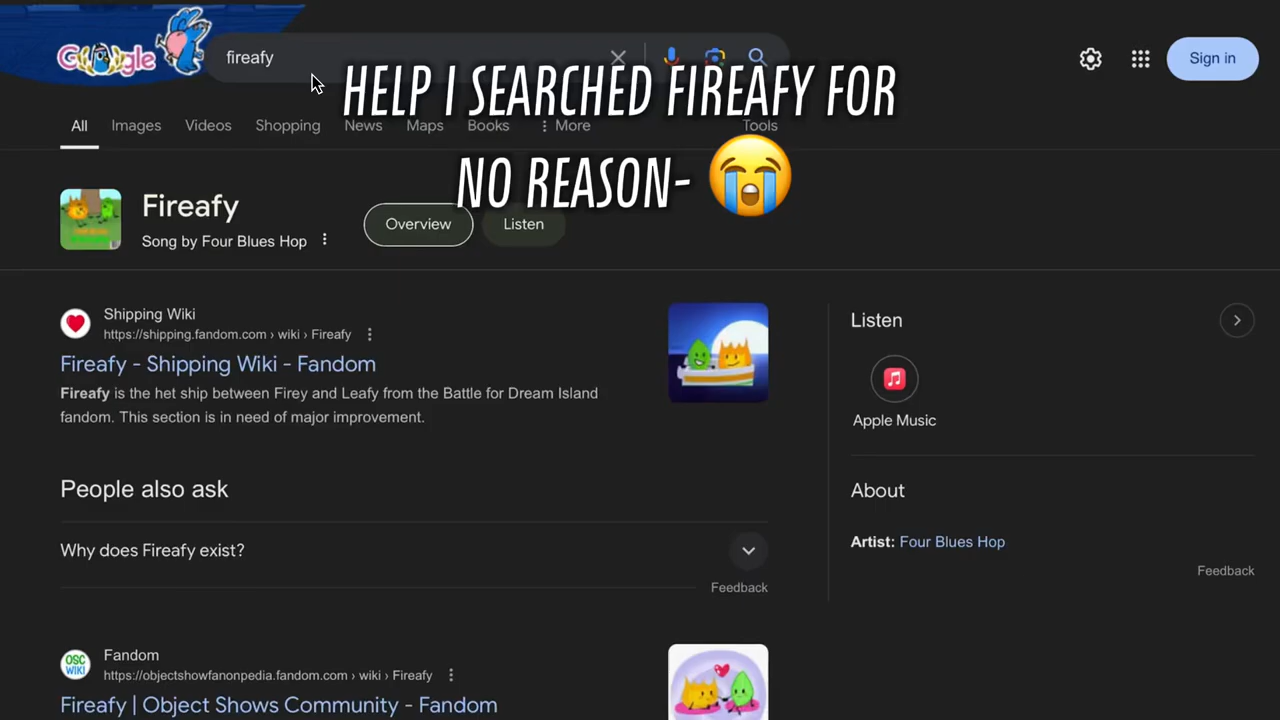 Google
fireafy
Sign in
HELP I SEARCHED FIREAFY FOR
NO REASON- 😭
All Images Videos Shopping News Maps Books More Tools
Fireafy
Song by Four Blues Hop
Overview Listen
Shipping Wiki
https://shipping.fandom.com › wiki › Fireafy
Fireafy - Shipping Wiki - Fandom
Fireafy is the het ship between Firey and Leafy from the Battle for Dream Island
fandom. This section is in need of major improvement.
People also ask
Why does Fireafy exist?
Feedback
OSC
WIKI
Fandom
https://objectshowfanonpedia.fandom.com › wiki › Fireafy
Fireafy | Object Shows Community - Fandom
Listen
Apple Music
About
Artist: Four Blues Hop
Feedback